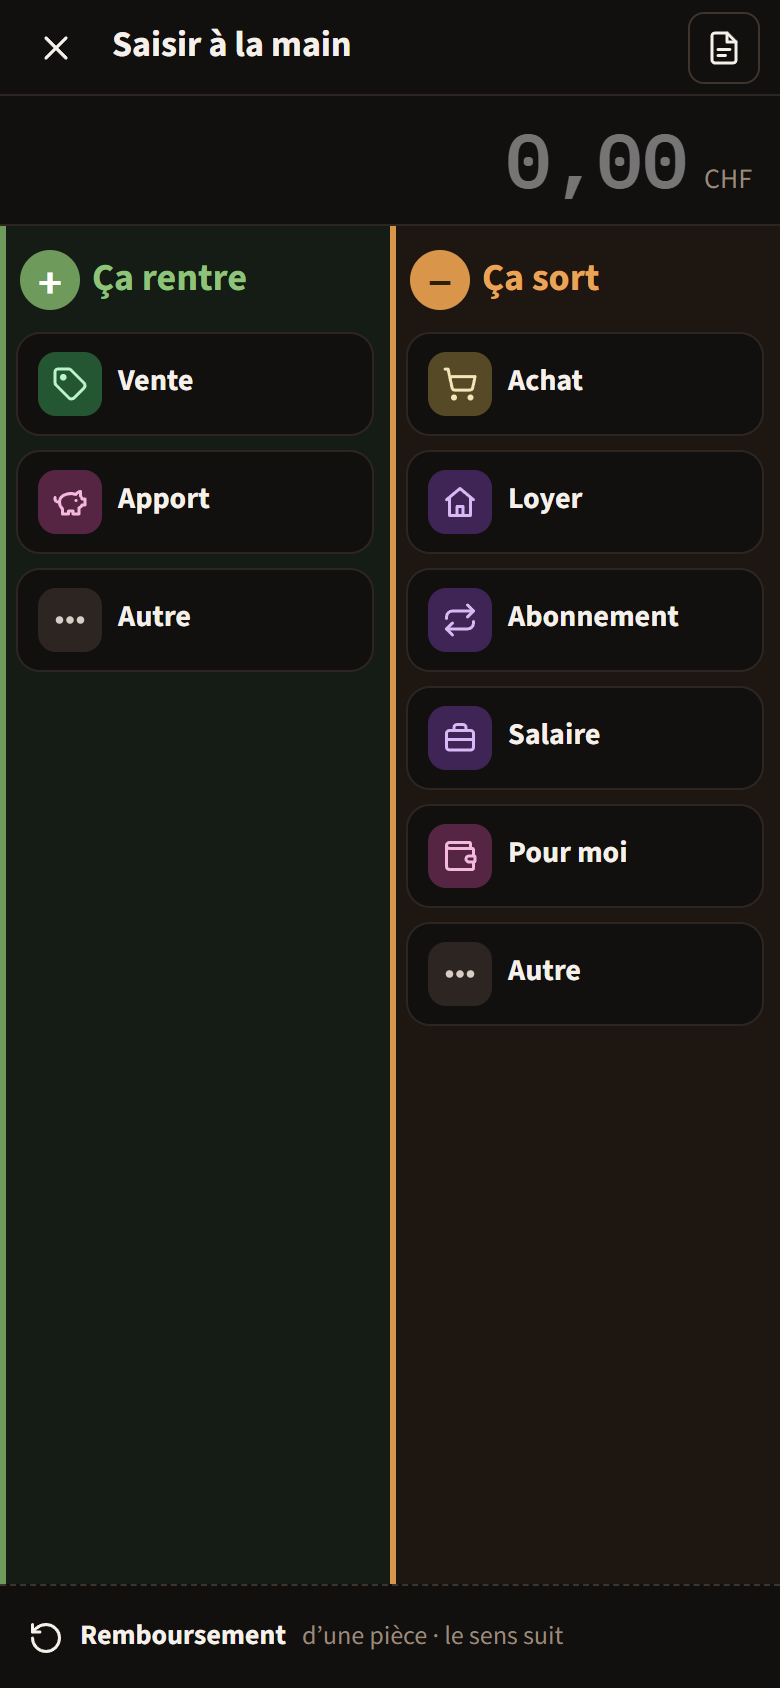 Saisir à la main
0,00 CHF
+ Ça rentre
Vente
Apport
Autre
− Ça sort
Achat
Loyer
Abonnement
Salaire
Pour moi
Autre
Remboursement d’une pièce · le sens suit